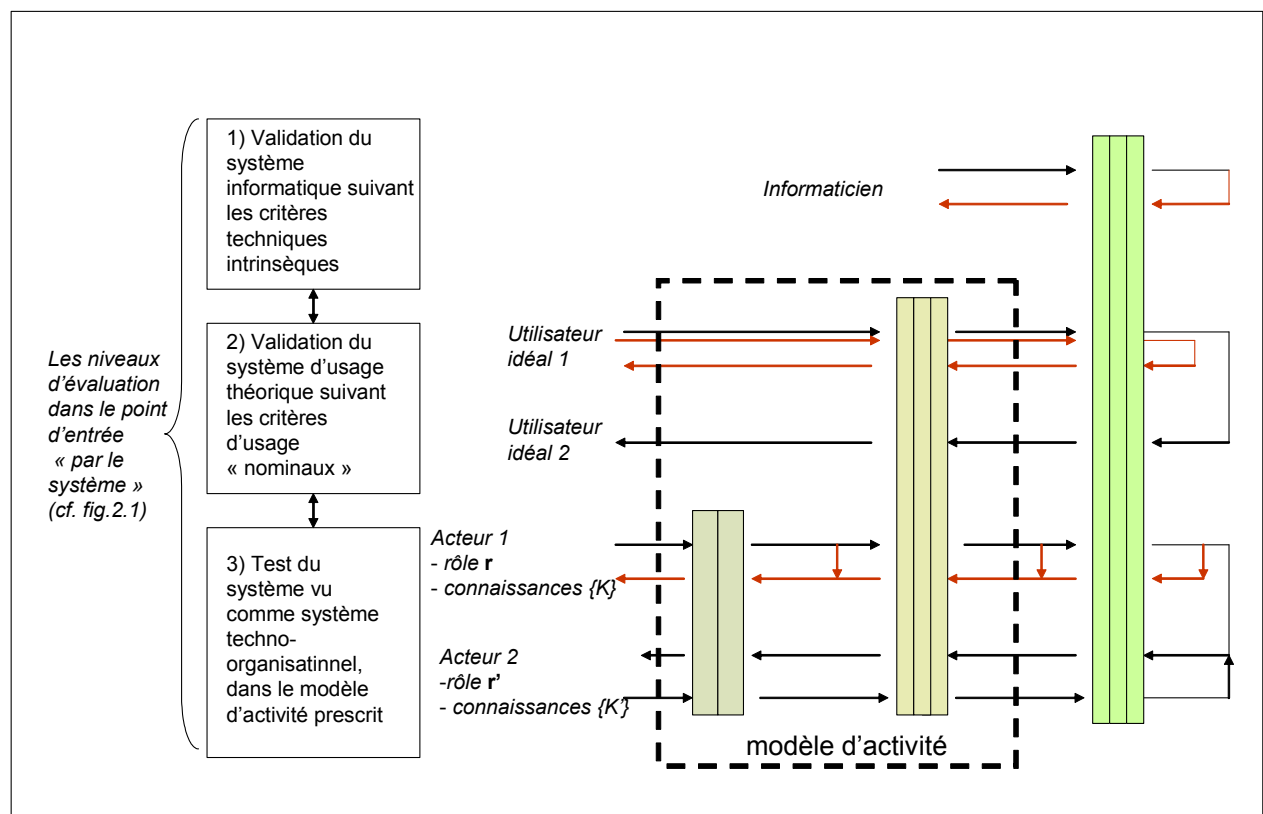 1) Validation du
système
informatique suivant
les critères
techniques
intrinsèques
Informaticien
Les niveaux
d'évaluation
dans le point
d'entrée
« par le
système »
(cf. fig.2.1)
2) Validation du
système d'usage
théorique suivant
les critères
d'usage
« nominaux »
Utilisateur
idéal 1
Utilisateur
idéal 2
3) Test du
système vu
comme système
techno-
organisatinnel,
dans le modèle
d'activité prescrit
Acteur 1
- rôle r
- connaissances {K}
Acteur 2
-rôle r'
- connaissances {K'}
modèle d'activité